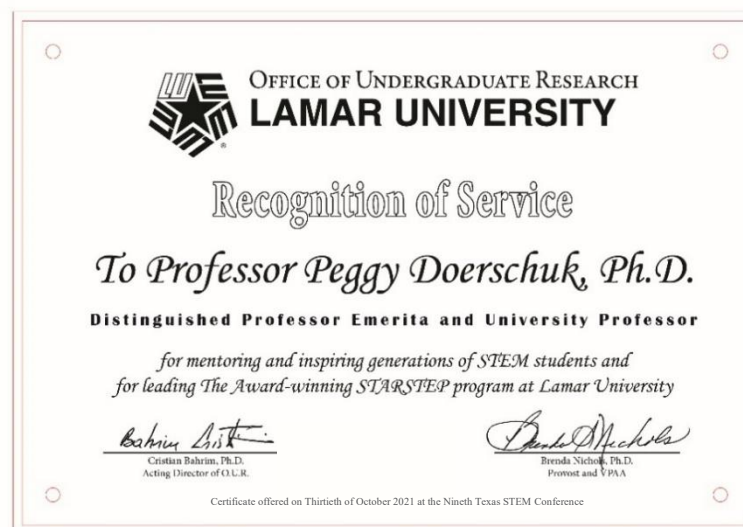 OFFICE OF UNDERGRADUATE RESEARCH
LAMAR UNIVERSITY
Recognition of Service
To Professor Peggy Doerschuk, Ph.D.
Distinguished Professor Emerita and University Professor
for mentoring and inspiring generations of STEM students and
for leading The Award-winning STARSTEP program at Lamar University
Cristian Bahrim, Ph.D.
Acting Director of O.U.R.
Brenda Nichols, Ph.D.
Provost and VPAA
Certificate offered on Thirtieth of October 2021 at the Nineth Texas STEM Conference